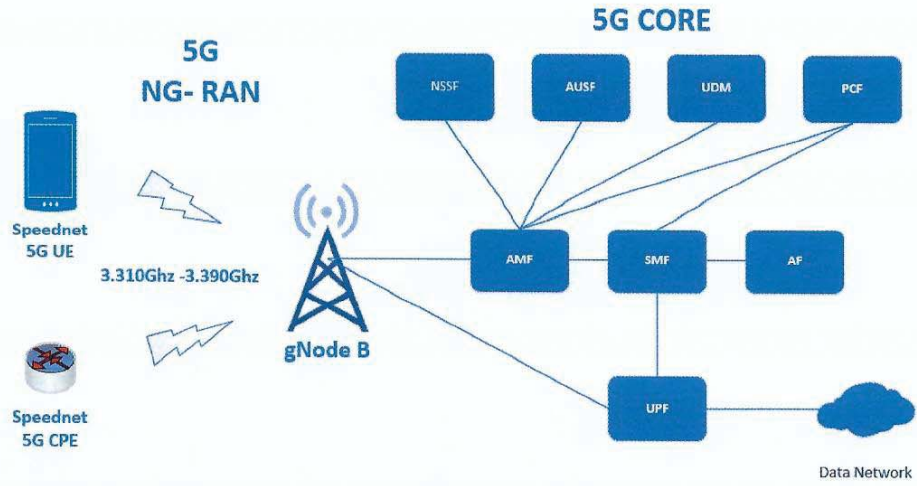 5G CORE
5G
NG- RAN
NSSF
AUSF
UDM
PCF
Speednet
5G UE
3.310Ghz -3.390Ghz
AMF
SMF
AF
gNode B
Speednet
5G CPE
UPF
Data Network